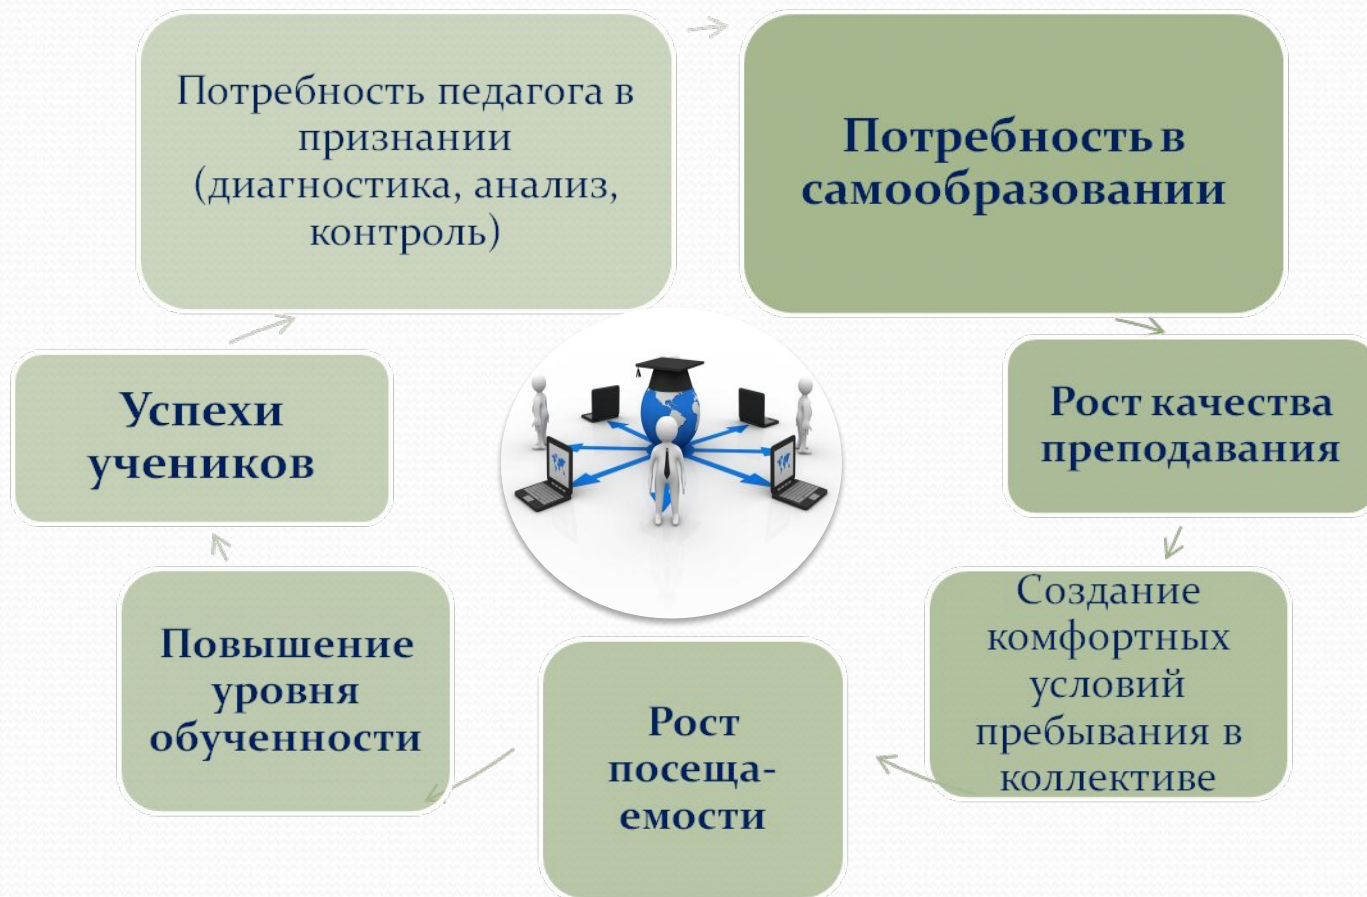 Потребность педагога в
признании
(диагностика, анализ,
контроль)
Потребность в
самообразовании
Рост качества
преподавания
Создание
комфортных
условий
пребывания в
коллективе
Рост
посеща-
емости
Повышение
уровня
обученности
Успехи
учеников